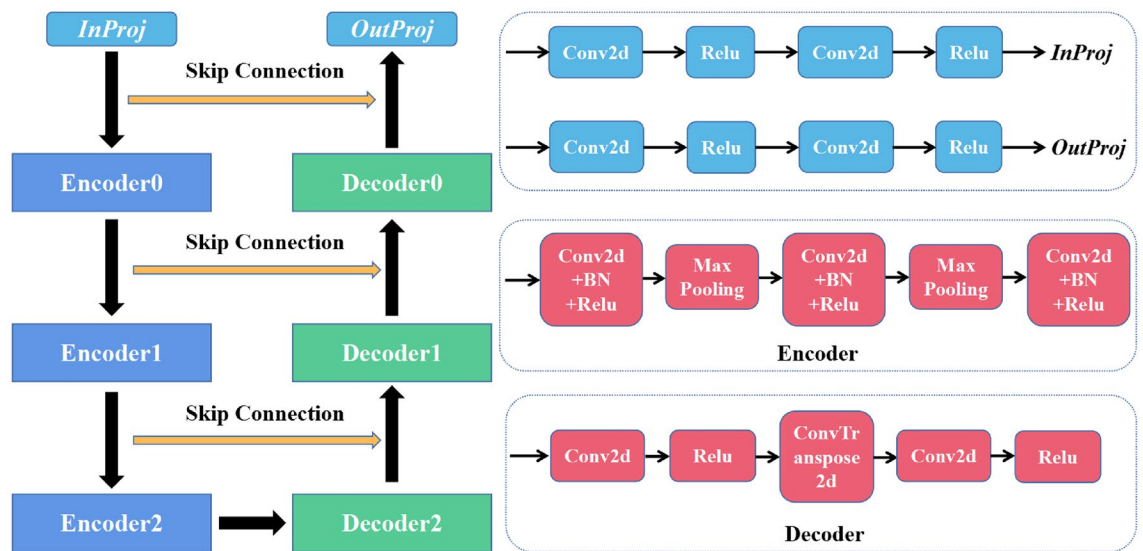 InProj
OutProj
Skip Connection
Encoder0
Decoder0
Skip Connection
Encoder1
Decoder1
Skip Connection
Encoder2
Decoder2
Conv2d
Relu
Conv2d
Relu
InProj
Conv2d
Relu
Conv2d
Relu
OutProj
Conv2d
+BN
+Relu
Max
Pooling
Conv2d
+BN
+Relu
Max
Pooling
Conv2d
+BN
+Relu
Encoder
Conv2d
Relu
ConvTr
anspose
2d
Conv2d
Relu
Decoder